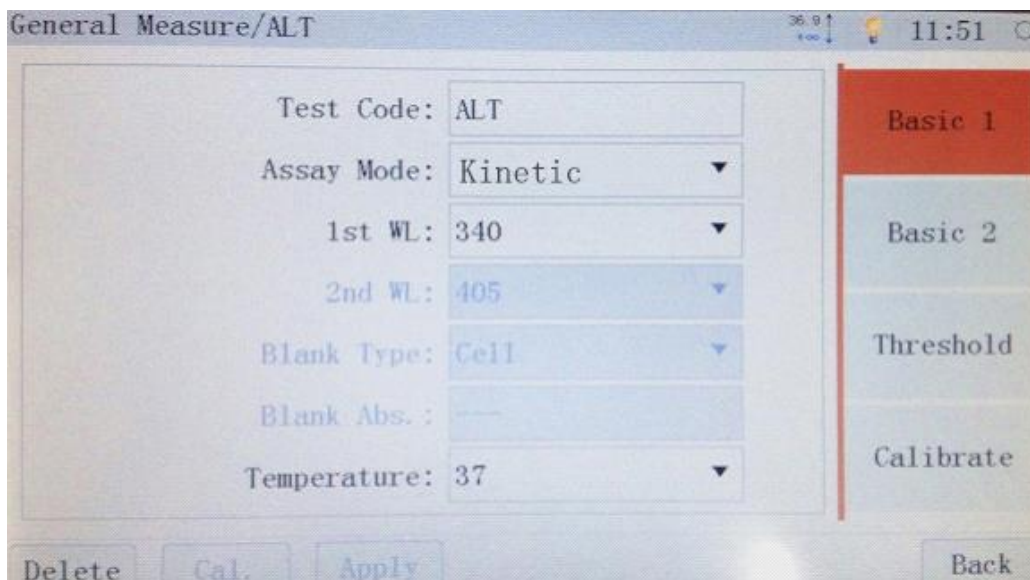 General Measure/ALT
36.9
11:51
Test Code: ALT
Assay Mode: Kinetic
1st WL: 340
2nd WL: 405
Blank Type: Cell
Blank Abs.: ---
Temperature: 37
Basic 1
Basic 2
Threshold
Calibrate
Delete
Cal.
Apply
Back